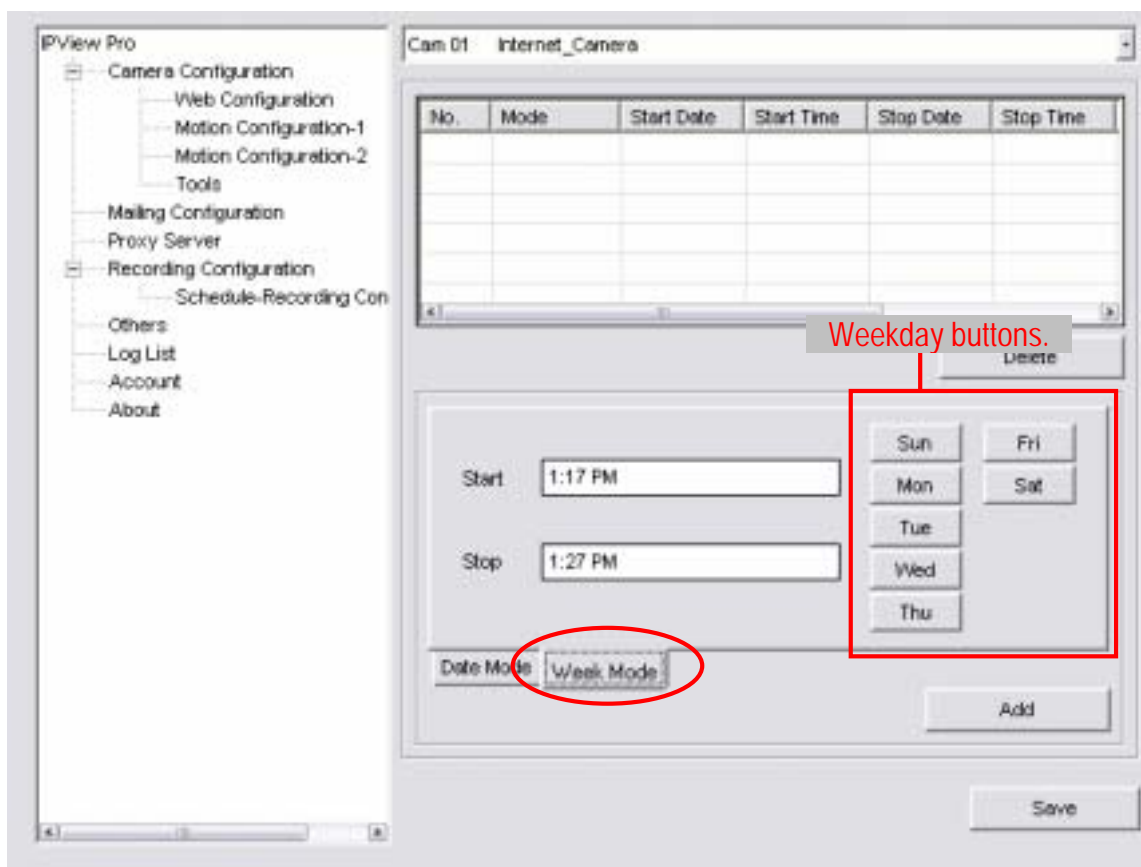 IPView Pro
Camera Configuration
Web Configuration
Motion Configuration-1
Motion Configuration-2
Tools
Mailing Configuration
Proxy Server
Recording Configuration
Schedule-Recording Con
Others
Log List
Account
About
Cam 01 Internet_Camera
No. Mode Start Date Start Time Stop Date Stop Time
Weekday buttons.
Delete
Start 1:17 PM
Stop 1:27 PM
Sun Fri
Mon Sat
Tue
Wed
Thu
Date Mode Week Mode
Add
Save